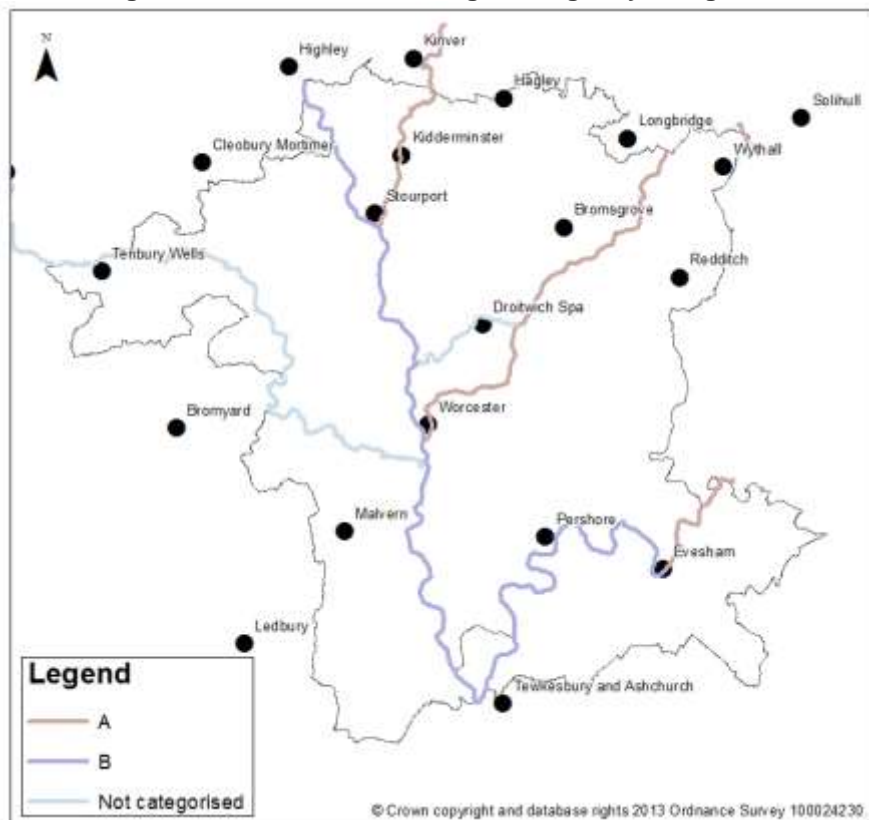 N
Highley
Kinver
Hagley
Solihull
Longbridge
Cleobury Mortimer
Kidderminster
Wythall
Stourport
Bromsgrove
Tenbury Wells
Redditch
Droitwich Spa
Bromyard
Worcester
Malvern
Pershore
Evesham
Ledbury
Tewkesbury and Ashchurch
Legend
A
B
Not categorised
© Crown copyright and database rights 2013 Ordnance Survey 100024230